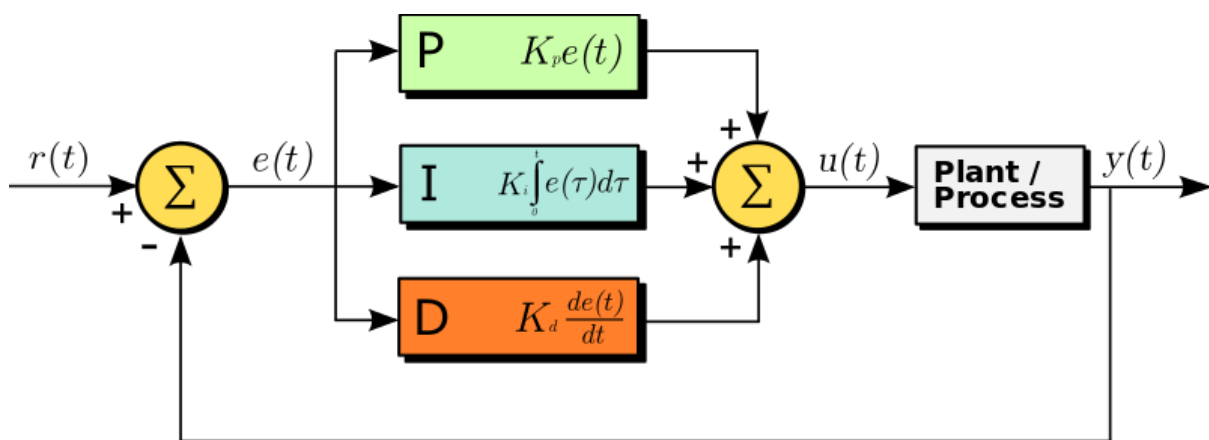 r(t)
+
-
Σ
e(t)
P K_p e(t)
I K_i ∫_0^t e(τ)dτ
D K_d de(t)/dt
+
+
+
Σ
u(t)
Plant /
Process
y(t)